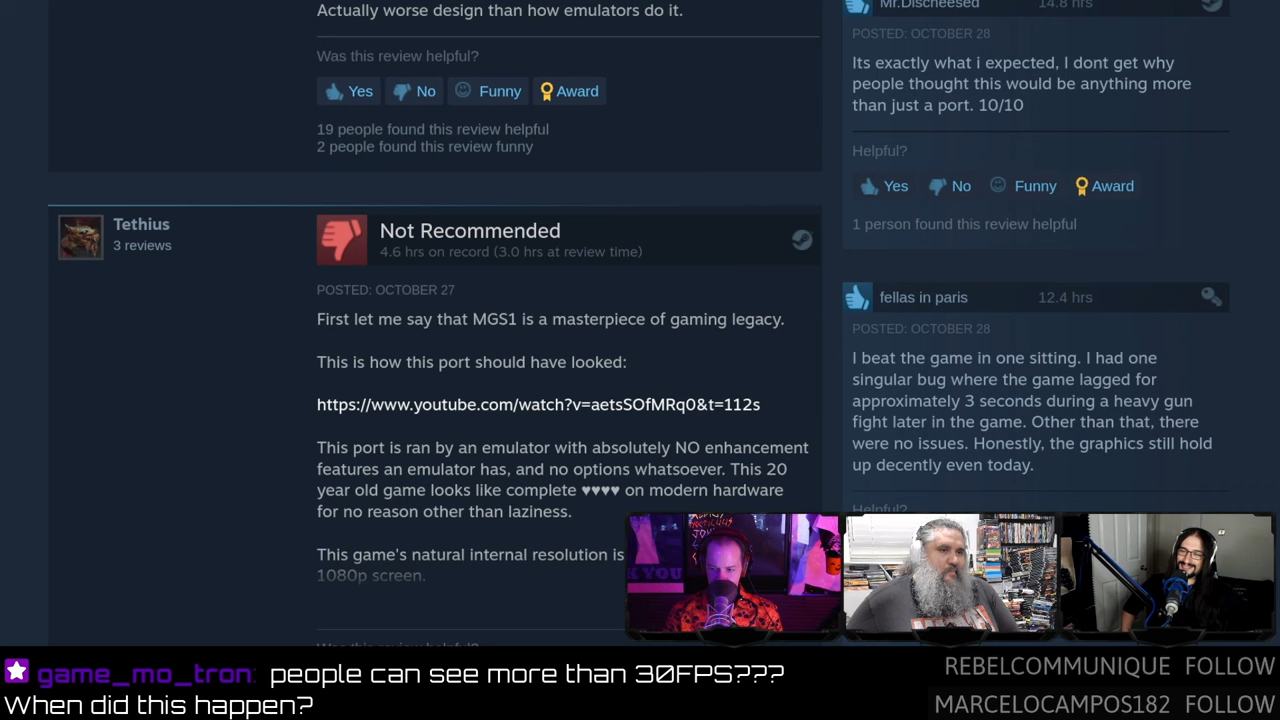 Actually worse design than how emulators do it.
Was this review helpful?
Yes No Funny Award
19 people found this review helpful
2 people found this review funny
Tethius
3 reviews
Not Recommended
4.6 hrs on record (3.0 hrs at review time)
POSTED: OCTOBER 27
First let me say that MGS1 is a masterpiece of gaming legacy.
This is how this port should have looked:
https://www.youtube.com/watch?v=aetsSOfMRq0&t=112s
This port is ran by an emulator with absolutely NO enhancement
features an emulator has, and no options whatsoever. This 20
year old game looks like complete ♥♥♥♥ on modern hardware
for no reason other than laziness.
This game's natural internal resolution is
1080p screen.
Mr.Discheesed 14.8 hrs
POSTED: OCTOBER 28
Its exactly what i expected, I dont get why
people thought this would be anything more
than just a port. 10/10
Helpful?
Yes No Funny Award
1 person found this review helpful
fellas in paris 12.4 hrs
POSTED: OCTOBER 28
I beat the game in one sitting. I had one
singular bug where the game lagged for
approximately 3 seconds during a heavy gun
fight later in the game. Other than that, there
were no issues. Honestly, the graphics still hold
up decently even today.
Helpful?
game_mo_tron: people can see more than 30FPS???
When did this happen?
REBELCOMMUNIQUE FOLLOW
MARCELOCAMPOS182 FOLLOW